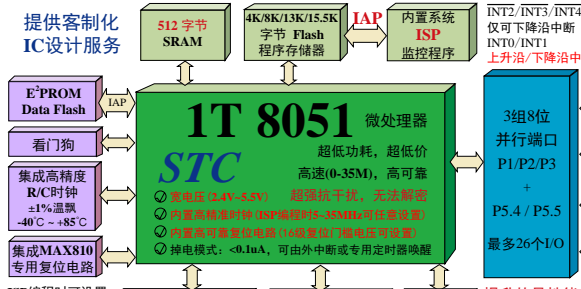 提供客制化
IC设计服务
512 字节
SRAM
4K/8K/13K/15.5K
字节 Flash
程序存储器
IAP
内置系统
ISP
监控程序
INT2/INT3/INT4
仅可下降沿中断
INT0/INT1
上升沿/下降沿中
E²PROM
Data Flash
IAP
看门狗
集成高精度
R/C时钟
±1%温飘
-40℃ ~ +85℃
集成MAX810
专用复位电路
1T 8051 微处理器
STC
超低功耗，超低价
高速(0-35M)，高可靠
宽电压(2.4V~5.5V) 超强抗干扰，无法解密
内置高精准时钟(ISP编程时5~35MHz可任意设置)
内置高可靠复位电路(16级复位门槛电压可设置)
掉电模式：<0.1uA，可由外中断或专用定时器唤醒
3组8位
并行端口
P1/P2/P3
+
P5.4 / P5.5
最多26个I/O